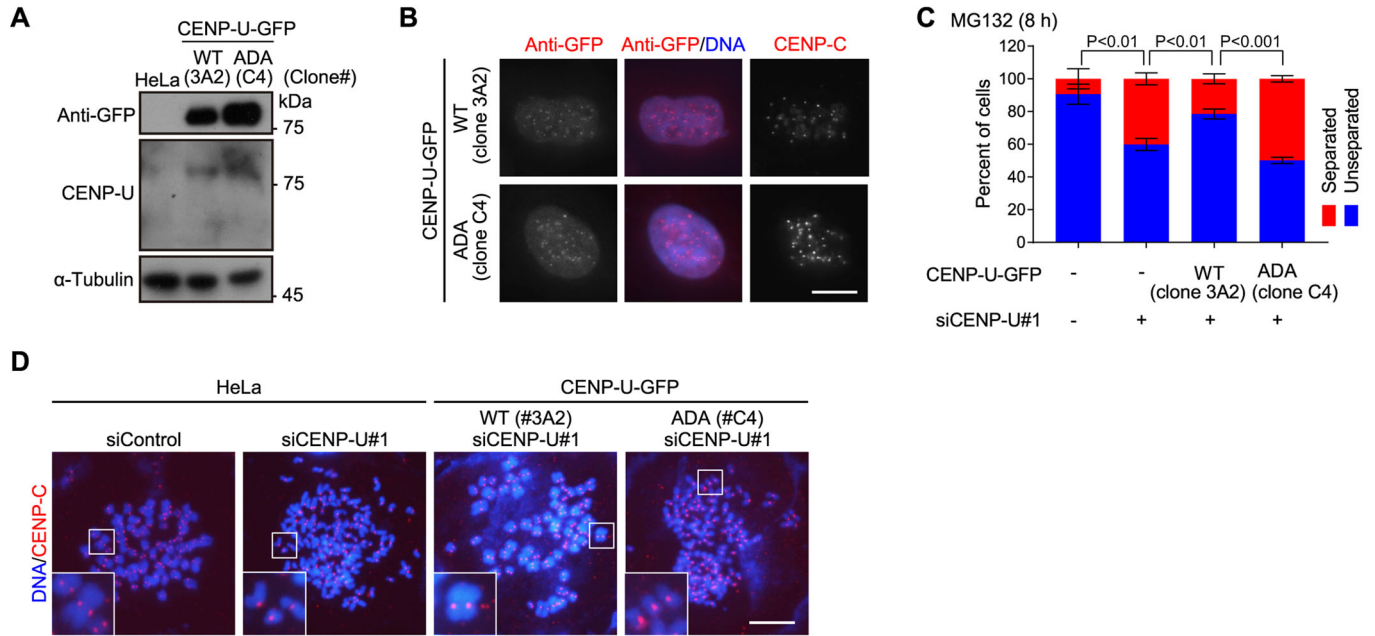 A
CENP-U-GFP
WT ADA
HeLa (3A2) (C4) (Clone#)
kDa
Anti-GFP
75
CENP-U
75
α-Tubulin
45
B
Anti-GFP Anti-GFP/DNA CENP-C
CENP-U-GFP
WT
(clone 3A2)
ADA
(clone C4)
C
MG132 (8 h)
P<0.01 P<0.01 P<0.001
Percent of cells
120
100
80
60
40
20
0
Separated
Unseparated
CENP-U-GFP - - WT ADA
(clone 3A2) (clone C4)
siCENP-U#1 - + + +
D
HeLa CENP-U-GFP
WT (#3A2) ADA (#C4)
siControl siCENP-U#1 siCENP-U#1 siCENP-U#1
DNA/CENP-C